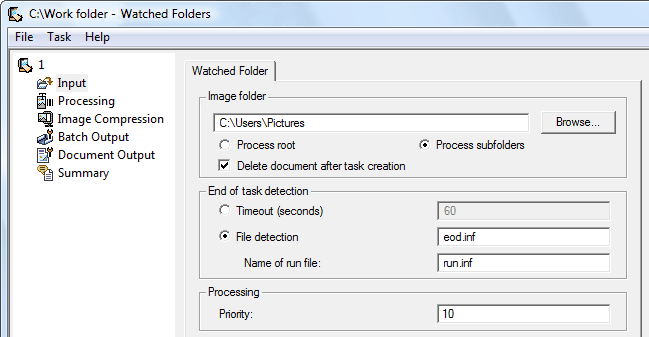 C:\Work folder - Watched Folders
File Task Help
1
Input
Processing
Image Compression
Batch Output
Document Output
Summary
Watched Folder
Image folder
C:\Users\Pictures
Browse...
Process root
Process subfolders
Delete document after task creation
End of task detection
Timeout (seconds)
60
File detection
eod.inf
Name of run file:
run.inf
Processing
Priority:
10